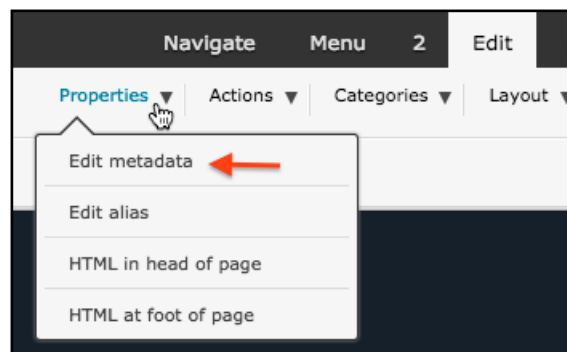 Navigate Menu 2 Edit
Properties Actions Categories Layout
Edit metadata
Edit alias
HTML in head of page
HTML at foot of page